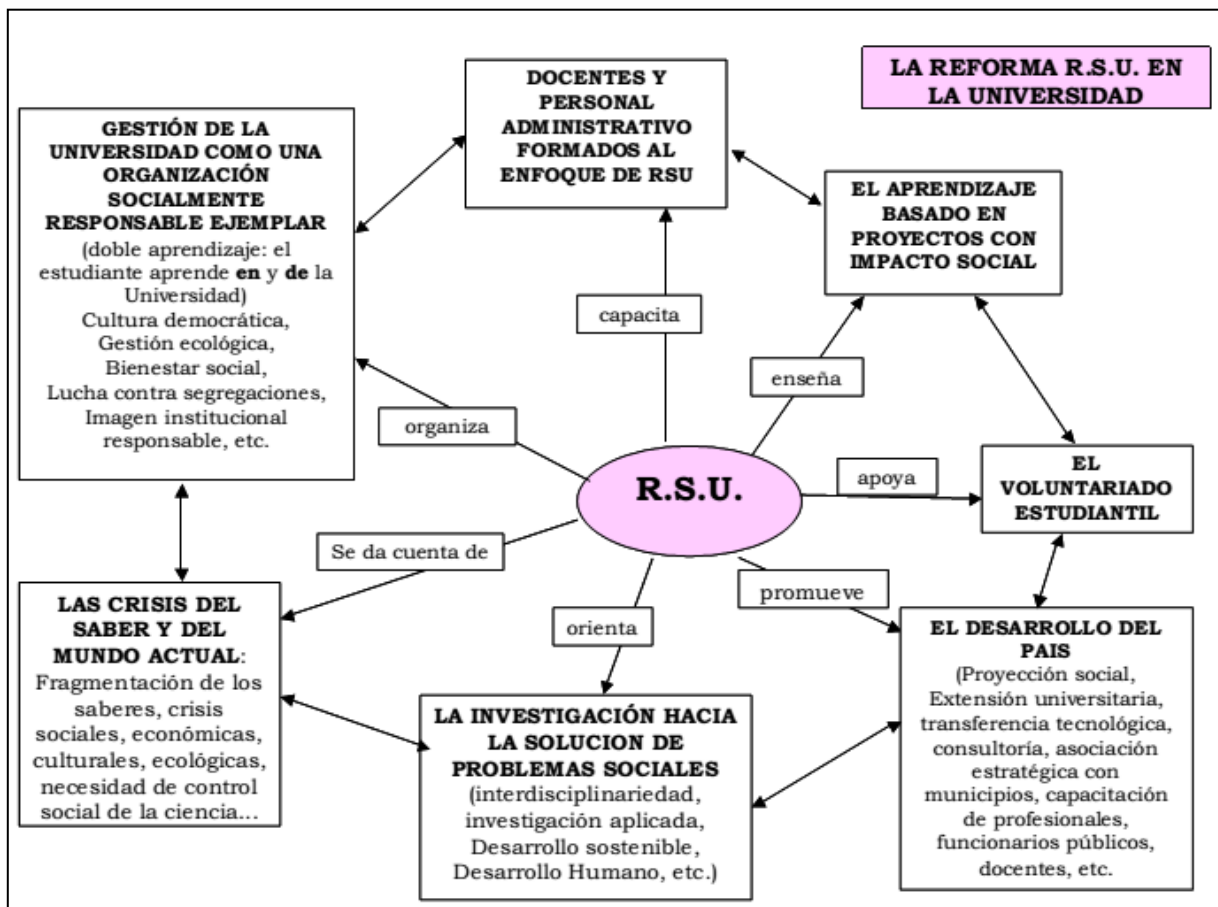 LA REFORMA R.S.U. EN
LA UNIVERSIDAD
DOCENTES Y
PERSONAL
ADMINISTRATIVO
FORMADOS AL
ENFOQUE DE RSU
GESTIÓN DE LA
UNIVERSIDAD COMO UNA
ORGANIZACIÓN
SOCIALMENTE
RESPONSABLE EJEMPLAR
(doble aprendizaje: el
estudiante aprende en y de la
Universidad)
Cultura democrática,
Gestión ecológica,
Bienestar social,
Lucha contra segregaciones,
Imagen institucional
responsable, etc.
EL APRENDIZAJE
BASADO EN
PROYECTOS CON
IMPACTO SOCIAL
capacita
enseña
organiza
R.S.U.
apoya
EL
VOLUNTARIADO
ESTUDIANTIL
Se da cuenta de
orienta
promueve
LAS CRISIS DEL
SABER Y DEL
MUNDO ACTUAL:
Fragmentación de los
saberes, crisis
sociales, económicas,
culturales, ecológicas,
necesidad de control
social de la ciencia...
LA INVESTIGACIÓN HACIA
LA SOLUCION DE
PROBLEMAS SOCIALES
(interdisciplinariedad,
investigación aplicada,
Desarrollo sostenible,
Desarrollo Humano, etc.)
EL DESARROLLO DEL
PAIS
(Proyección social,
Extensión universitaria,
transferencia tecnológica,
consultoría, asociación
estratégica con
municipios, capacitación
de profesionales,
funcionarios públicos,
docentes, etc.